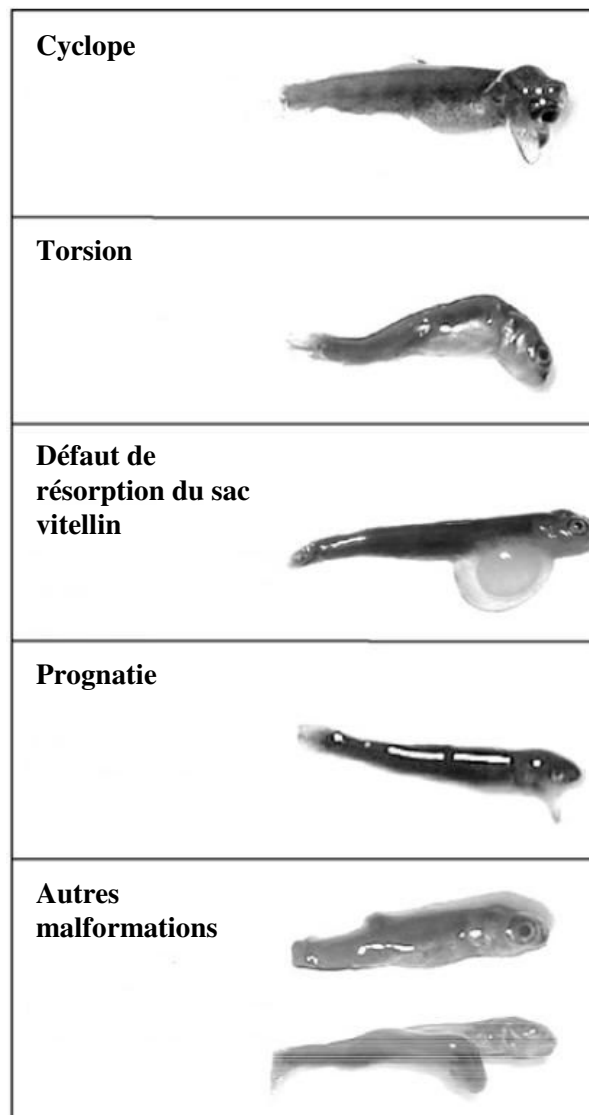 Cyclope
Torsion
Défaut de
résorption du sac
vitellin
Prognatie
Autres
malformations